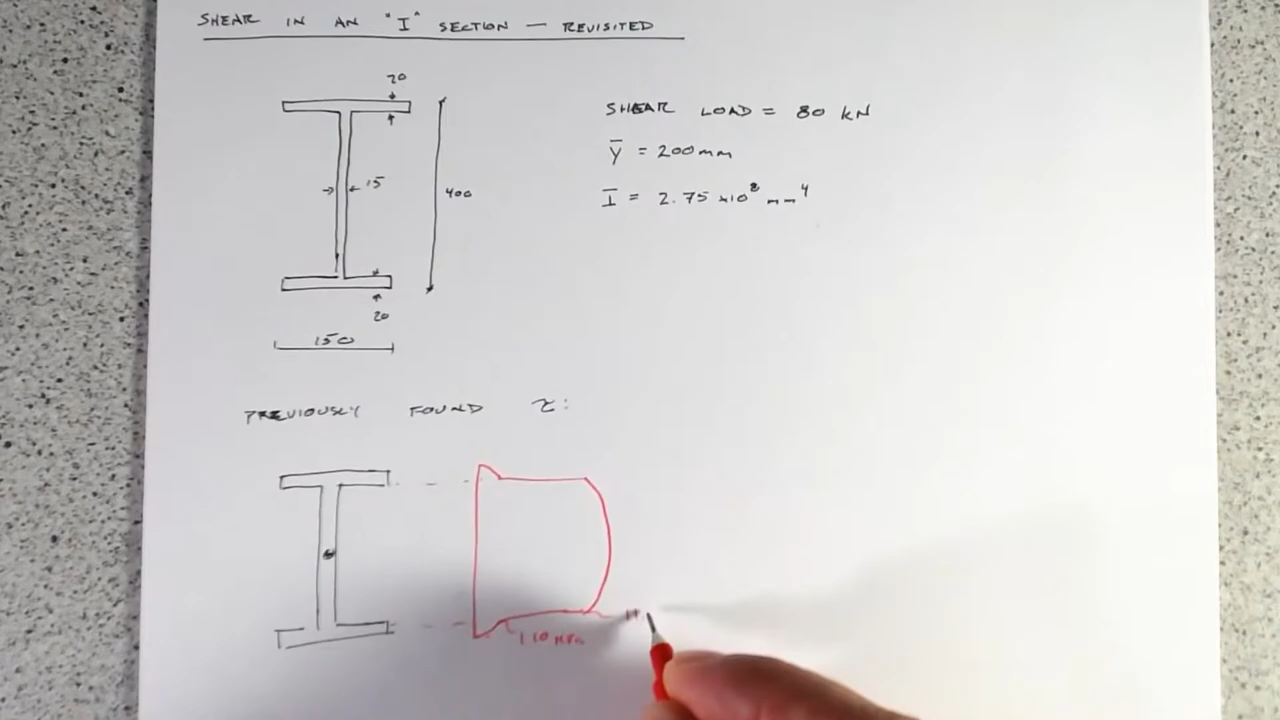 SHEAR IN AN "I" SECTION — REVISITED
20
SHEAR LOAD = 80 kN
y̅ = 200mm
15
400
I̅ = 2.75 x10⁸ mm⁴
20
150
PREVIOUSLY FOUND τ:
1.10 MPa